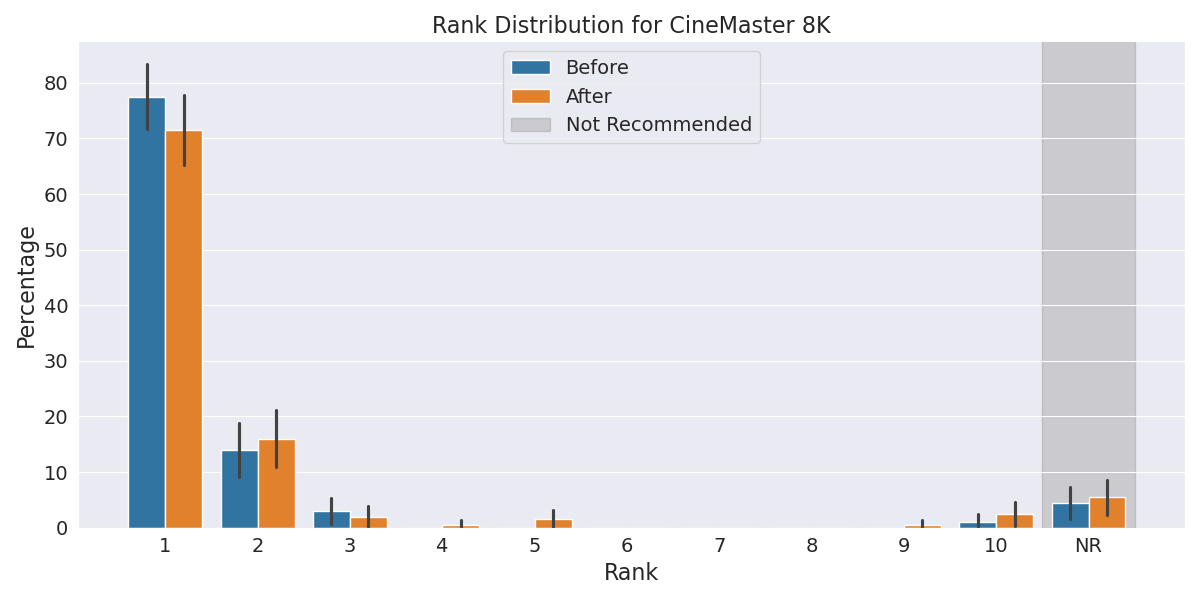 Rank Distribution for CineMaster 8K
Before
After
Not Recommended
Percentage
80
70
60
50
40
30
20
10
0
1 2 3 4 5 6 7 8 9 10 NR
Rank